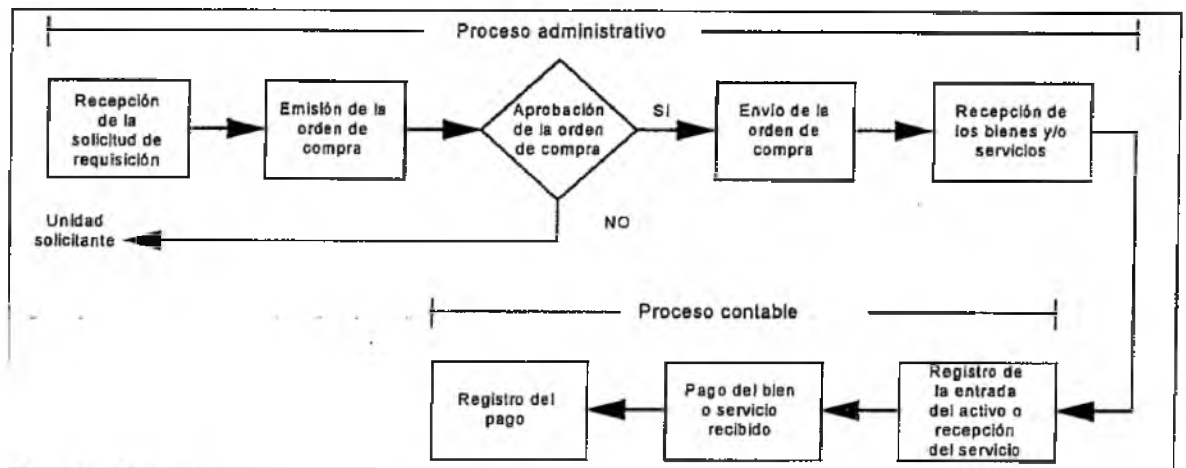 Proceso administrativo
Recepción
de la
solicitud de
requisición
Emisión de la
orden de
compra
Aprobación
de la orden
de compra
SI
Envío de la
orden de
compra
Recepción de
los bienes y/o
servicios
NO
Unidad
solicitante
Proceso contable
Registro del
pago
Pago del bien
o servicio
recibido
Registro de
la entrada
del activo o
recepción
del servicio